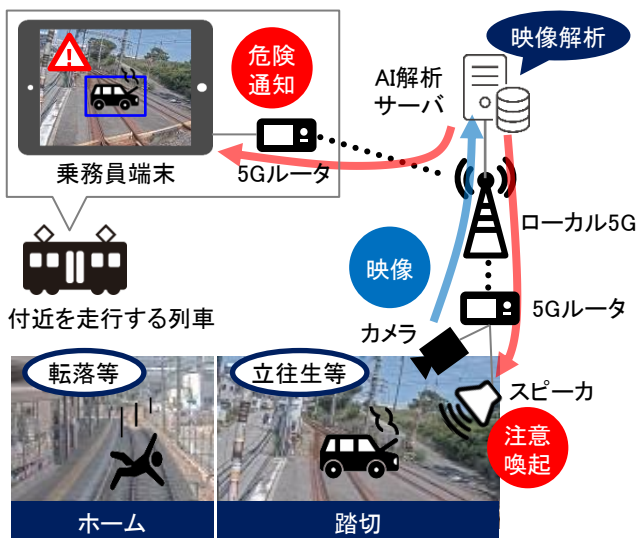 危険
通知
映像解析
AI解析
サーバ
乗務員端末
5Gルータ
ローカル5G
映像
5Gルータ
付近を走行する列車
カメラ
転落等
立往生等
スピーカ
注意
喚起
ホーム
踏切